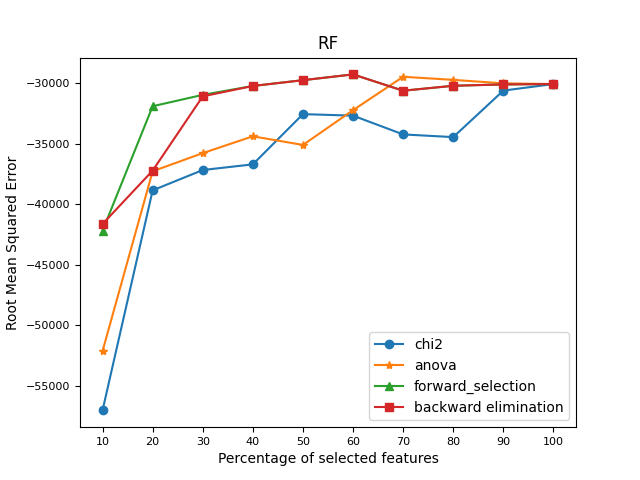 RF
Root Mean Squared Error
−30000
−35000
−40000
−45000
−50000
−55000
chi2
anova
forward_selection
backward elimination
10 20 30 40 50 60 70 80 90 100
Percentage of selected features